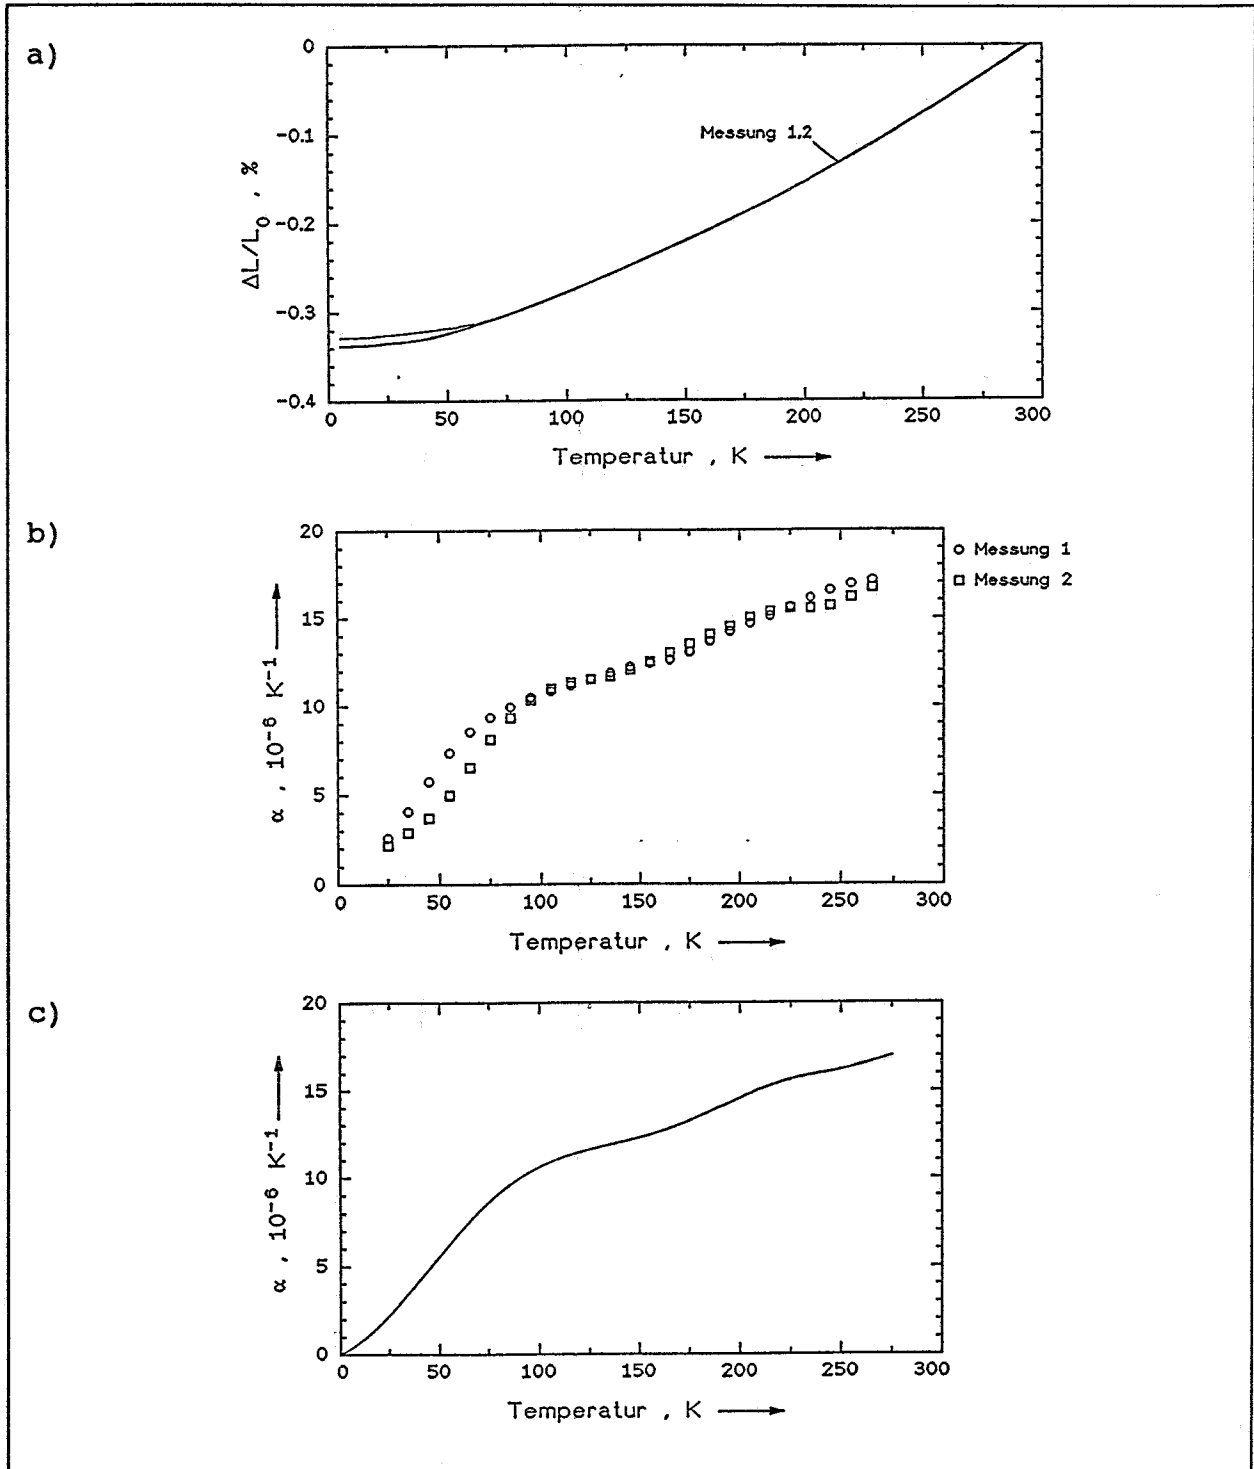 a)
0
-0.1
-0.2
-0.3
-0.4
ΔL/L₀ , %
Messung 1,2
0 50 100 150 200 250 300
Temperatur , K
b)
20
15
10
5
0
α , 10⁻⁶ K⁻¹
Messung 1
Messung 2
0 50 100 150 200 250 300
Temperatur , K
c)
20
15
10
5
0
α , 10⁻⁶ K⁻¹
0 50 100 150 200 250 300
Temperatur , K